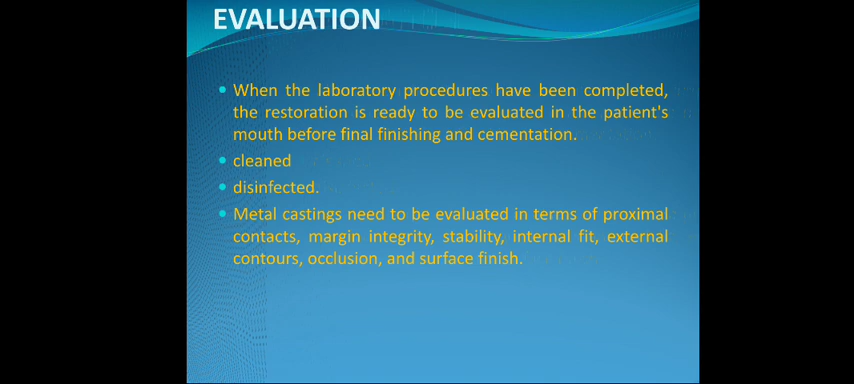 EVALUATION
When the laboratory procedures have been completed,
the restoration is ready to be evaluated in the patient's
mouth before final finishing and cementation.
cleaned
disinfected.
Metal castings need to be evaluated in terms of proximal
contacts, margin integrity, stability, internal fit, external
contours, occlusion, and surface finish.